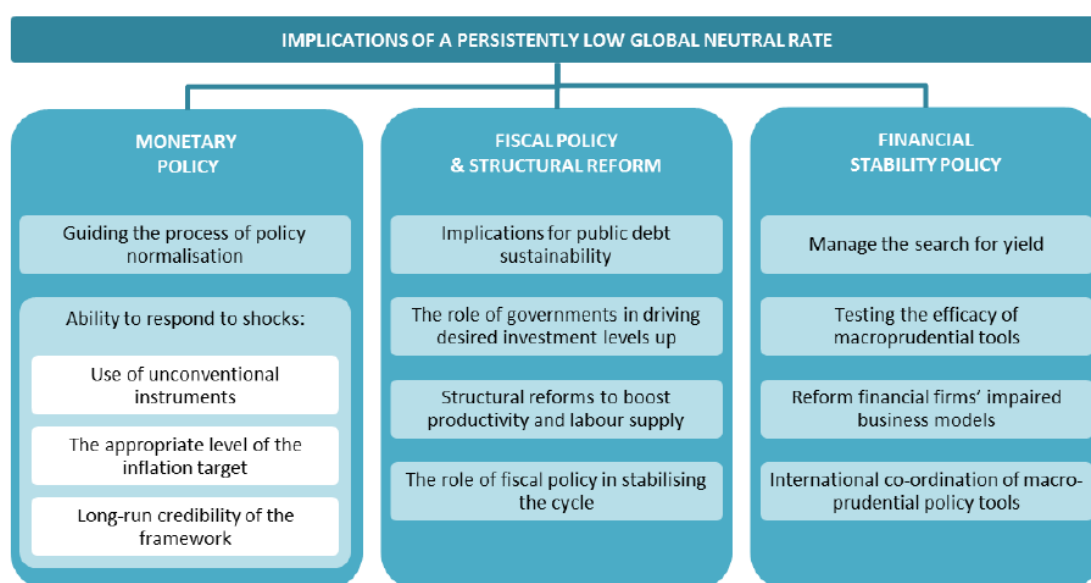 IMPLICATIONS OF A PERSISTENTLY LOW GLOBAL NEUTRAL RATE
MONETARY
POLICY
Guiding the process of policy
normalisation
Ability to respond to shocks:
Use of unconventional
instruments
The appropriate level of the
inflation target
Long-run credibility of the
framework
FISCAL POLICY
& STRUCTURAL REFORM
Implications for public debt
sustainability
The role of governments in driving
desired investment levels up
Structural reforms to boost
productivity and labour supply
The role of fiscal policy in stabilising
the cycle
FINANCIAL
STABILITY POLICY
Manage the search for yield
Testing the efficacy of
macroprudential tools
Reform financial firms’ impaired
business models
International co-ordination of macro-
prudential policy tools